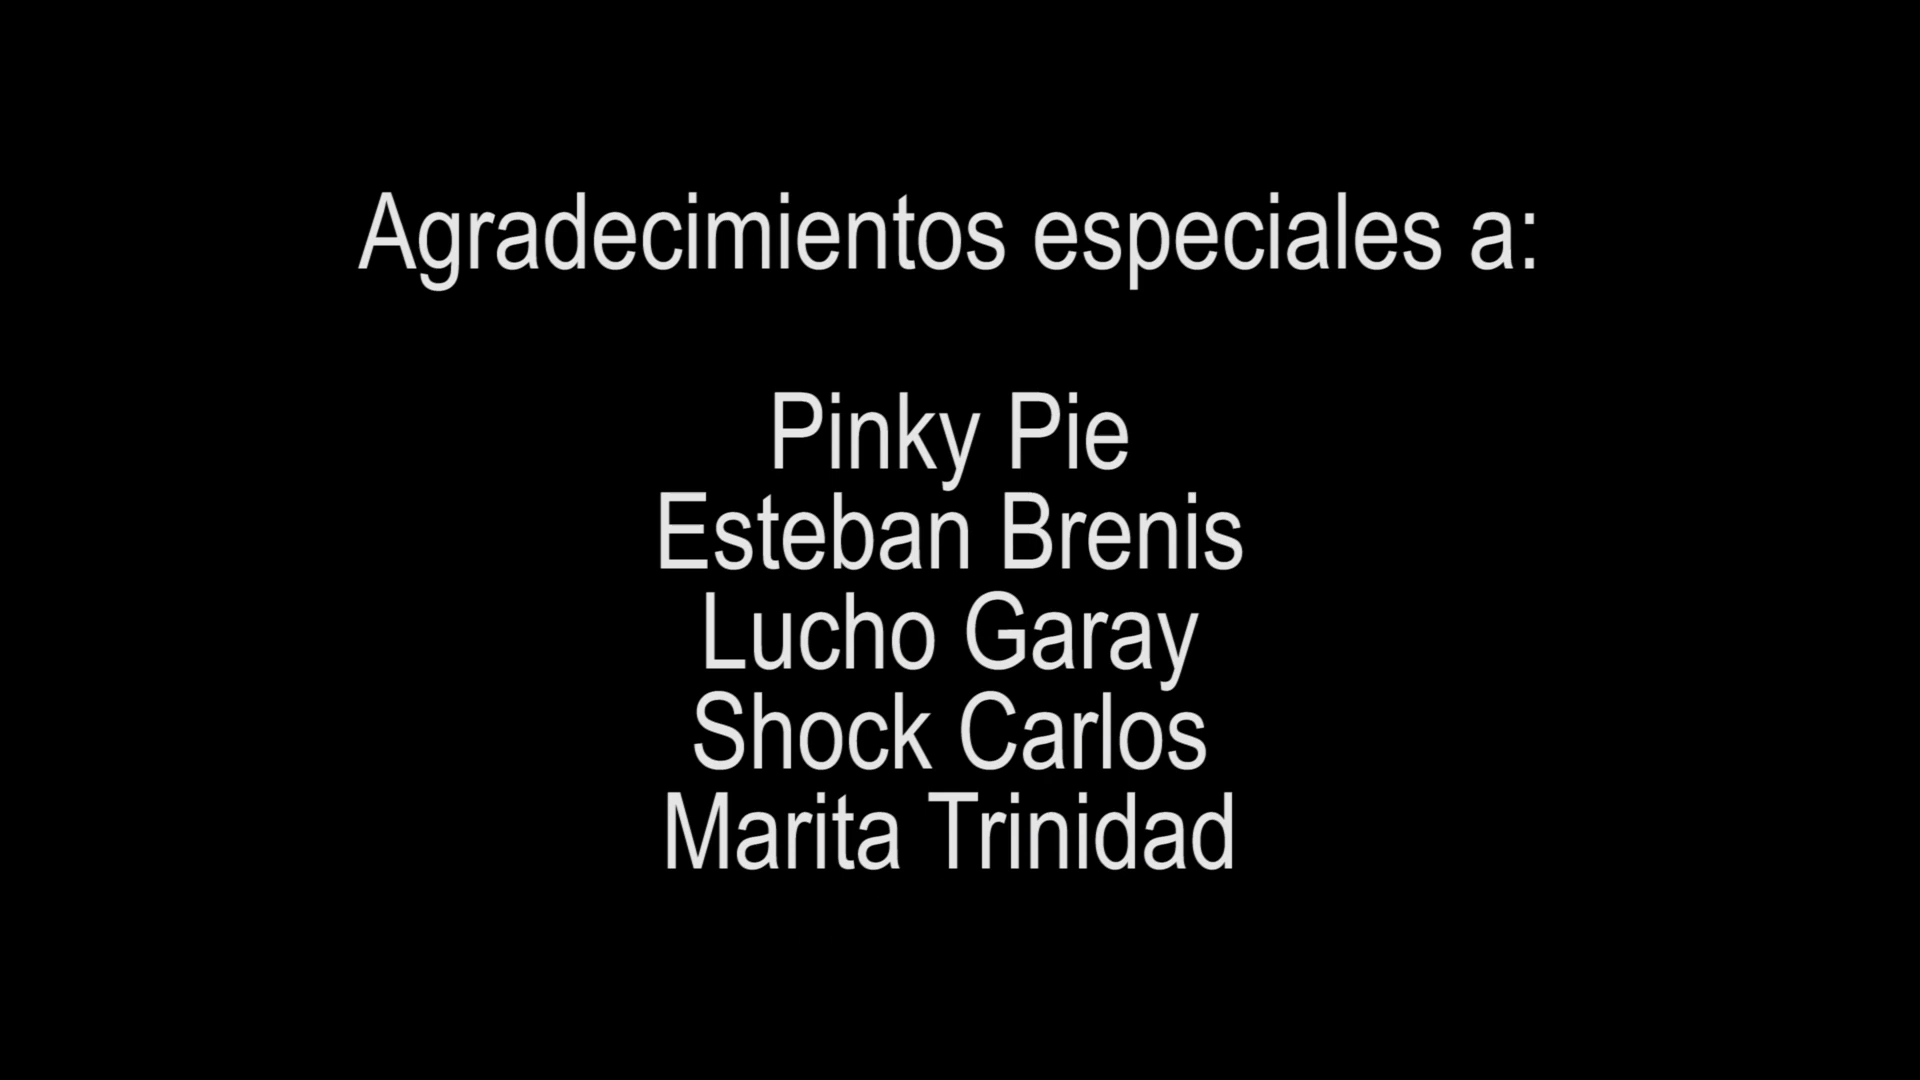 Agradecimientos especiales a:
Pinky Pie
Esteban Brenis
Lucho Garay
Shock Carlos
Marita Trinidad